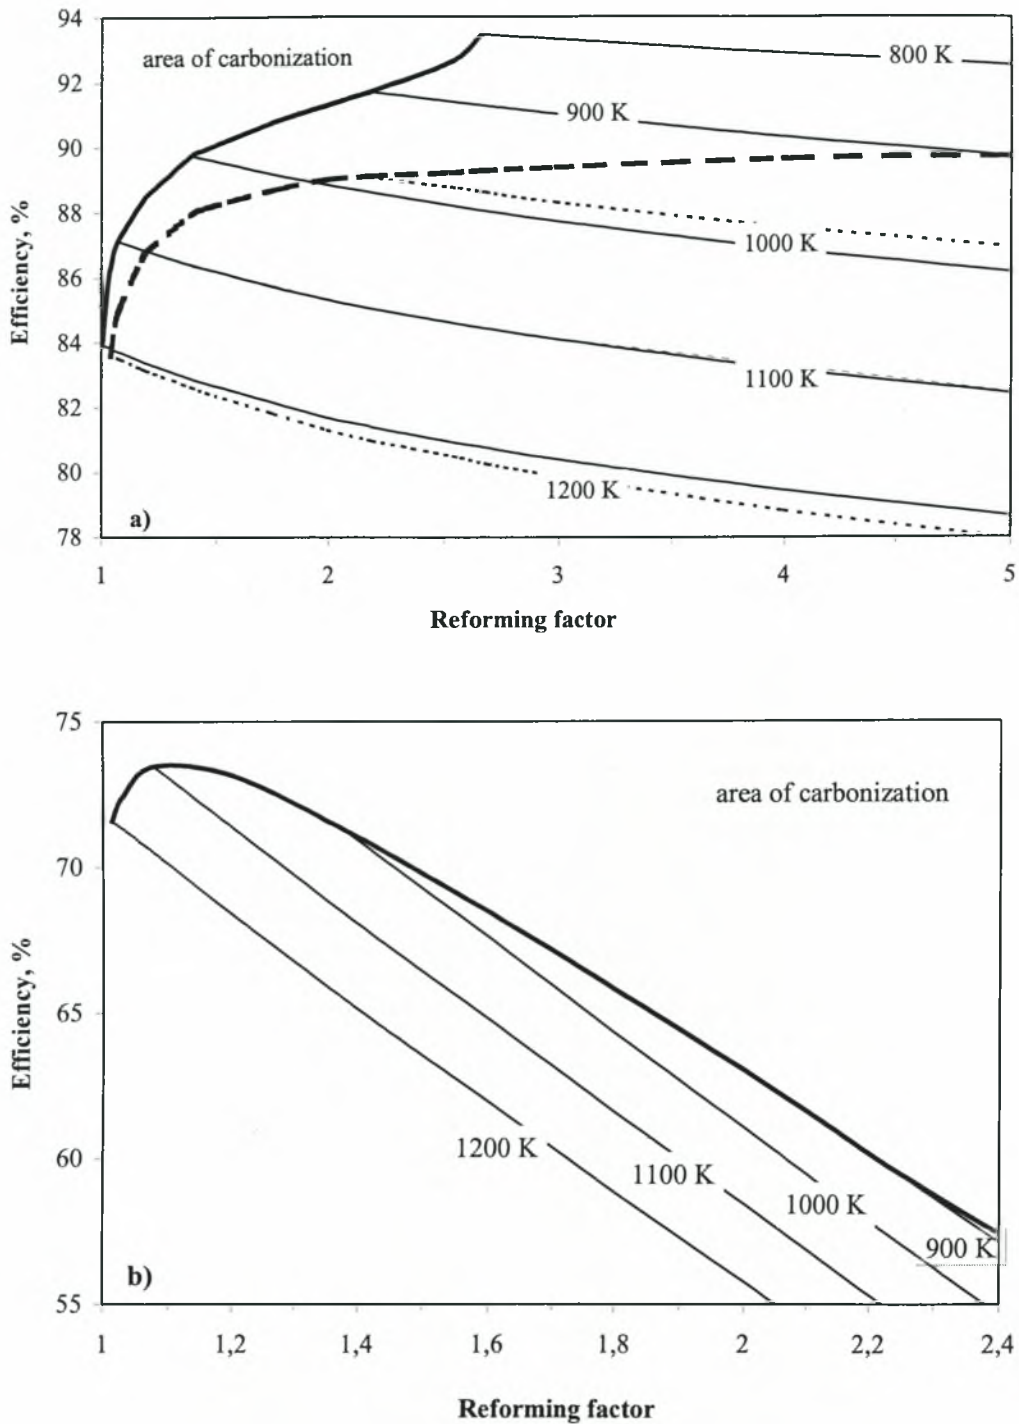 94
area of carbonization
800 K
92
900 K
90
88
1000 K
86
84
1100 K
82
80
1200 K
a)
78
1 2 3 4 5
Efficiency, %
Reforming factor
75
area of carbonization
70
65
1200 K
60
1100 K
1000 K
900 K
b)
55
1 1,2 1,4 1,6 1,8 2 2,2 2,4
Efficiency, %
Reforming factor